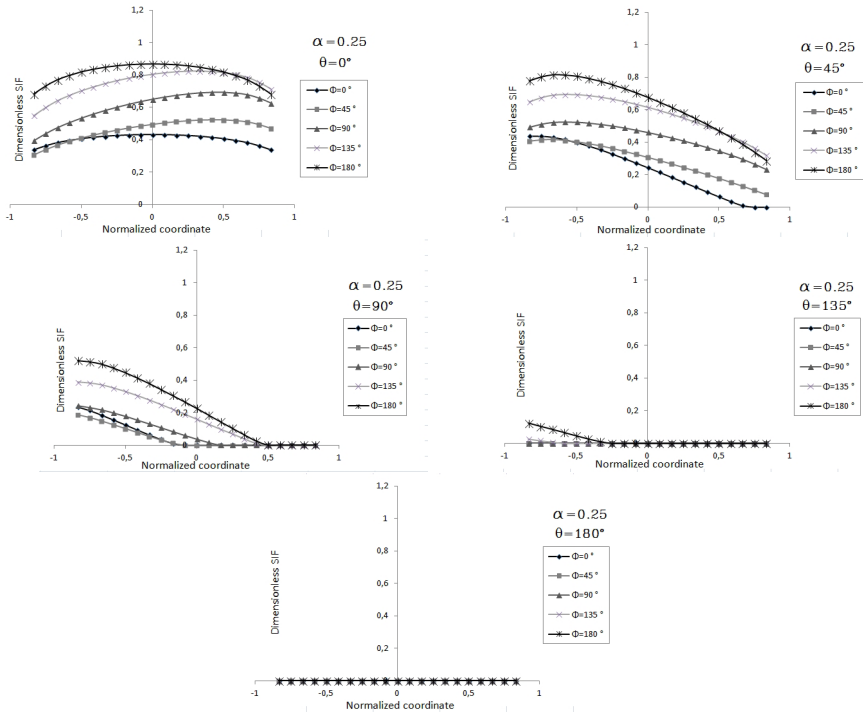 1,2
1
0,8
0,6
0,4
0,2
0
-1
-0,5
0
0,5
1
Dimensionless SIF
Normalized coordinate
α=0.25
θ=0°
Φ=0°
Φ=45°
Φ=90°
Φ=135°
Φ=180°
1,2
1
0,8
0,6
0,4
0,2
0
-1
-0,5
0
0,5
1
Dimensionless SIF
Normalized coordinate
α=0.25
θ=45°
Φ=0°
Φ=45°
Φ=90°
Φ=135°
Φ=180°
1,2
1
0,8
0,6
0,4
0,2
0
-1
-0,5
0
0,5
1
Dimensionless SIF
Normalized coordinate
α=0.25
θ=90°
Φ=0°
Φ=45°
Φ=90°
Φ=135°
Φ=180°
1,2
1
0,8
0,6
0,4
0,2
-1
-0,5
0
0,5
1
Dimensionless SIF
Normalized coordinate
α=0.25
θ=135°
Φ=0°
Φ=45°
Φ=90°
Φ=135°
Φ=180°
1,2
1
0,8
0,6
0,4
0,2
-1
-0,5
0
0,5
1
Dimensionless SIF
Normalized coordinate
α=0.25
θ=180°
Φ=0°
Φ=45°
Φ=90°
Φ=135°
Φ=180°